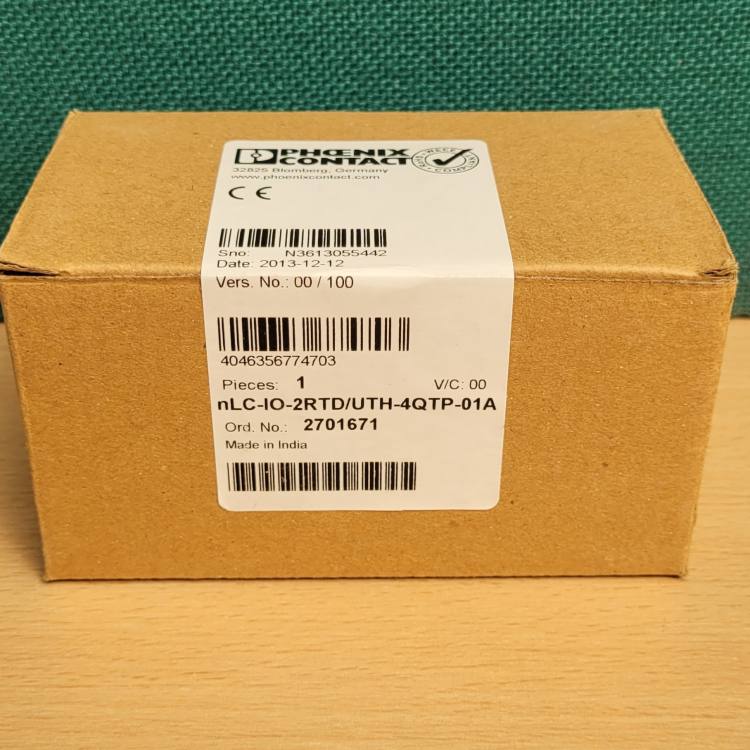 PHŒNIX
CONTACT
32825 Blomberg, Germany
www.phoenixcontact.com
CE
Sno: N3613055442
Date: 2013-12-12
Vers. No.: 00 / 100
4046356774703
Pieces: 1 V/C: 00
nLC-IO-2RTD/UTH-4QTP-01A
Ord. No.: 2701671
Made in India